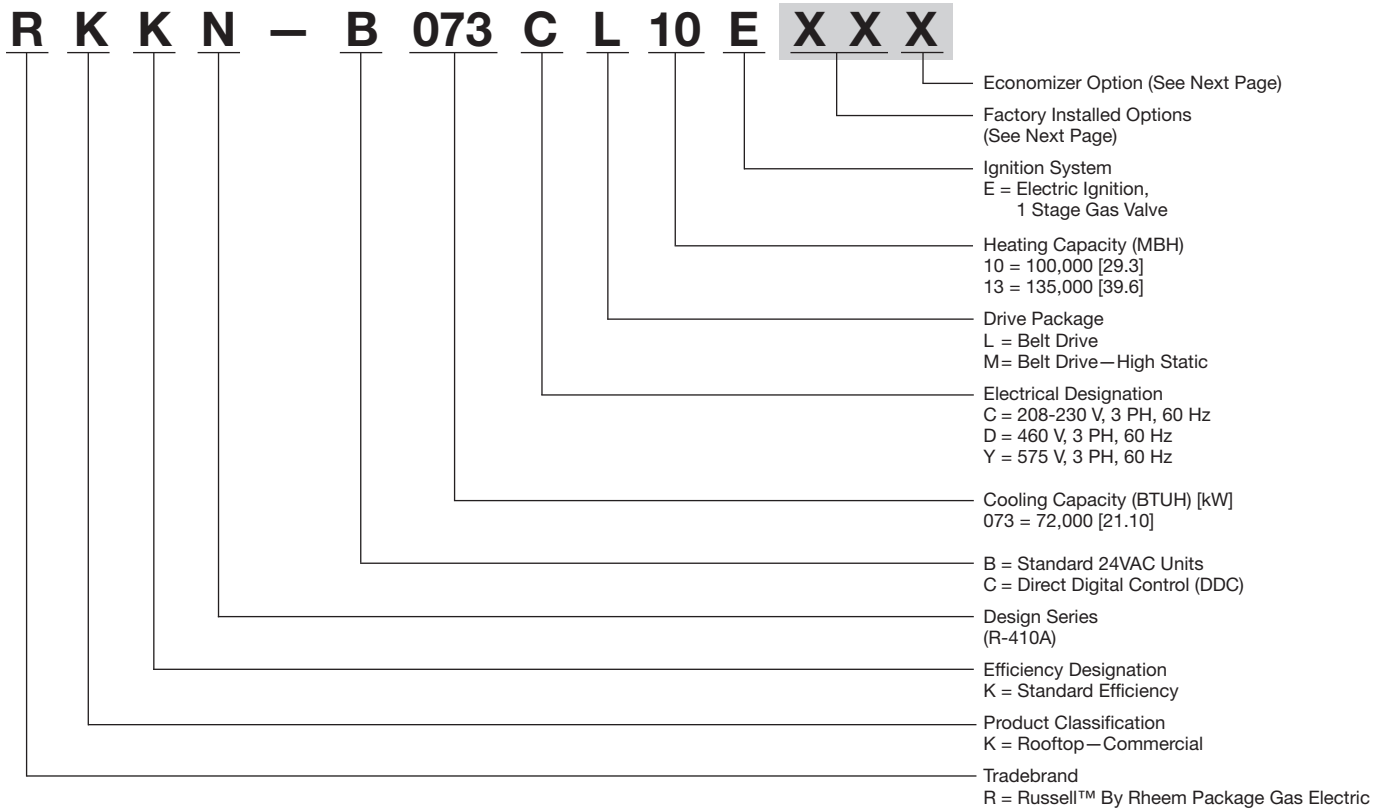 R K K N — B 073 C L 10 E X X X
Economizer Option (See Next Page)
Factory Installed Options
(See Next Page)
Ignition System
E = Electric Ignition,
1 Stage Gas Valve
Heating Capacity (MBH)
10 = 100,000 [29.3]
13 = 135,000 [39.6]
Drive Package
L = Belt Drive
M= Belt Drive—High Static
Electrical Designation
C = 208-230 V, 3 PH, 60 Hz
D = 460 V, 3 PH, 60 Hz
Y = 575 V, 3 PH, 60 Hz
Cooling Capacity (BTUH) [kW]
073 = 72,000 [21.10]
B = Standard 24VAC Units
C = Direct Digital Control (DDC)
Design Series
(R-410A)
Efficiency Designation
K = Standard Efficiency
Product Classification
K = Rooftop—Commercial
Tradebrand
R = Russell™ By Rheem Package Gas Electric